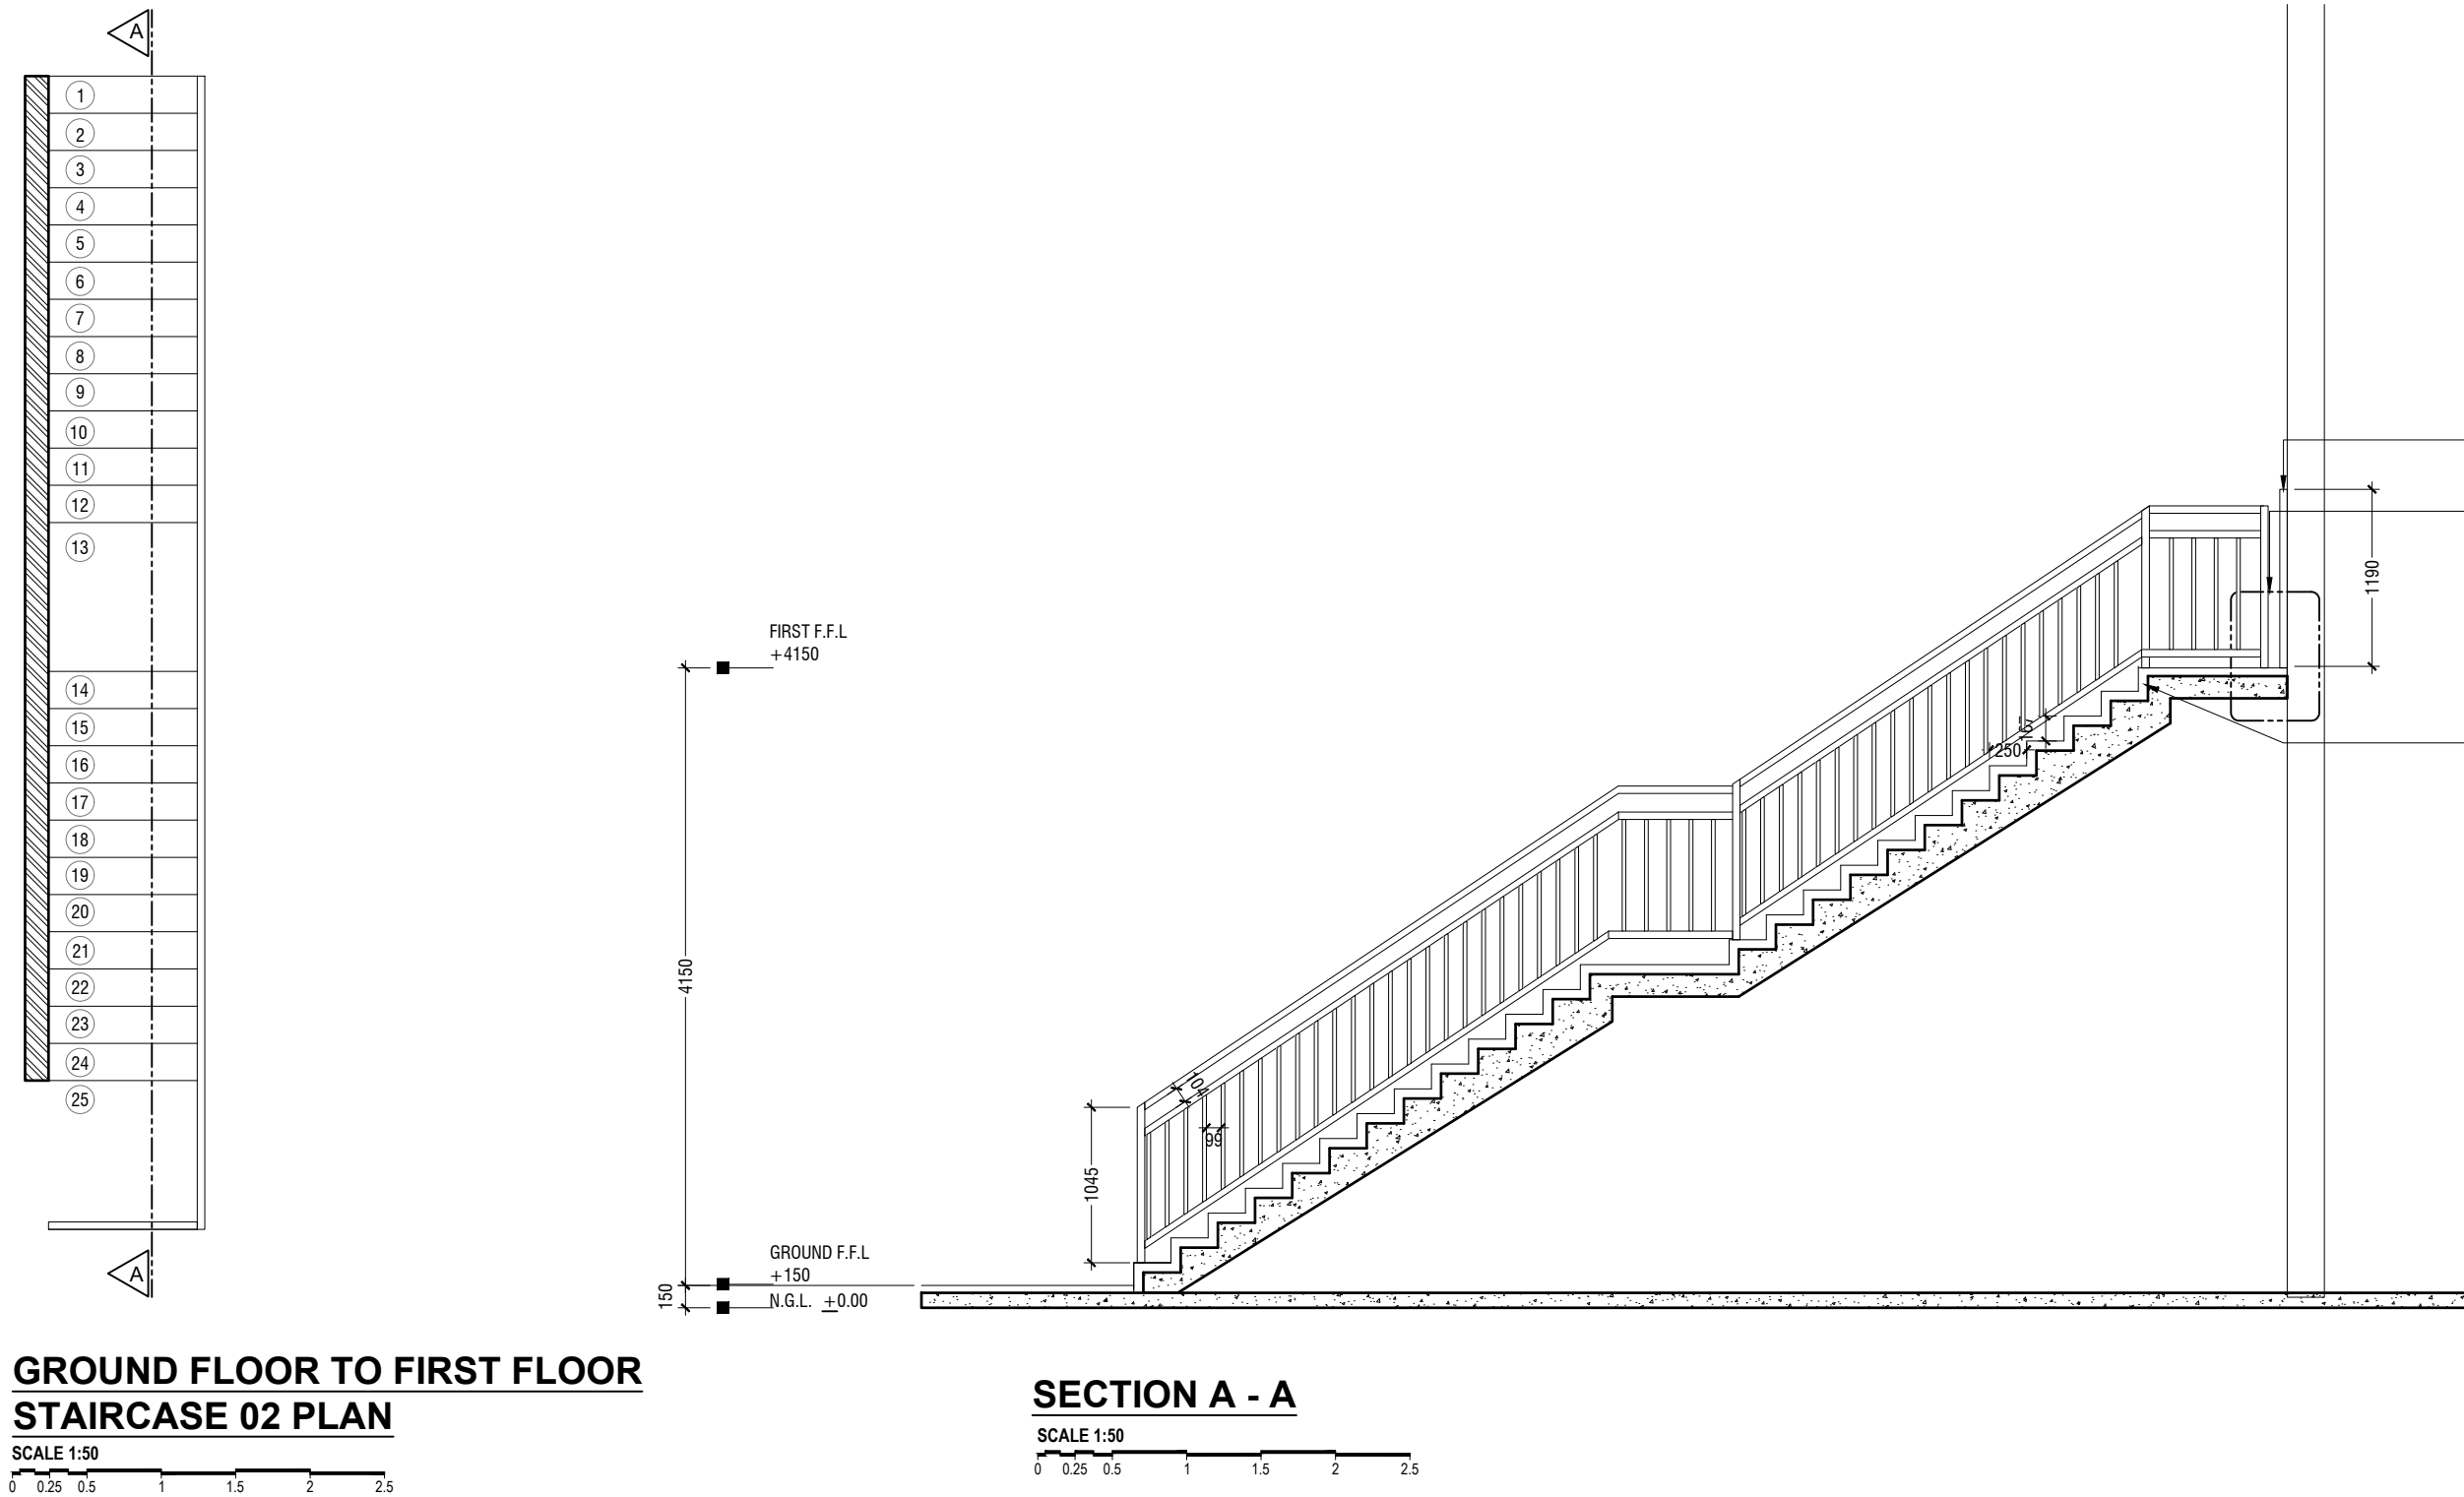 A
1
2
3
4
5
6
7
8
9
10
11
12
13
14
15
16
17
18
19
20
21
22
23
24
25
A
GROUND FLOOR TO FIRST FLOOR
STAIRCASE 02 PLAN
SCALE 1:50
0 0.25 0.5 1 1.5 2 2.5
FIRST F.F.L
+4150
4150
GROUND F.F.L
+150
150
N.G.L. +0.00
1045
104
99
250
167
1190
SECTION A - A
SCALE 1:50
0 0.25 0.5 1 1.5 2 2.5